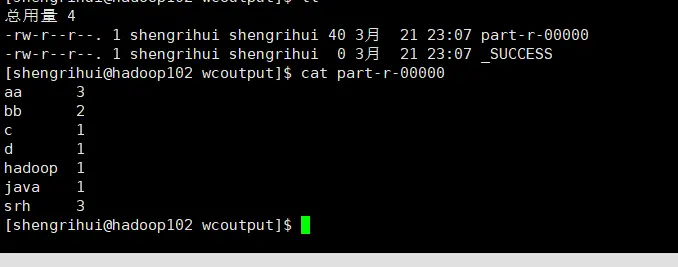 总用量 4
-rw-r--r--. 1 shengrihui shengrihui 40 3月  21 23:07 part-r-00000
-rw-r--r--. 1 shengrihui shengrihui  0 3月  21 23:07 _SUCCESS
[shengrihui@hadoop102 wcoutput]$ cat part-r-00000
aa      3
bb      2
c       1
d       1
hadoop  1
java    1
srh     3
[shengrihui@hadoop102 wcoutput]$